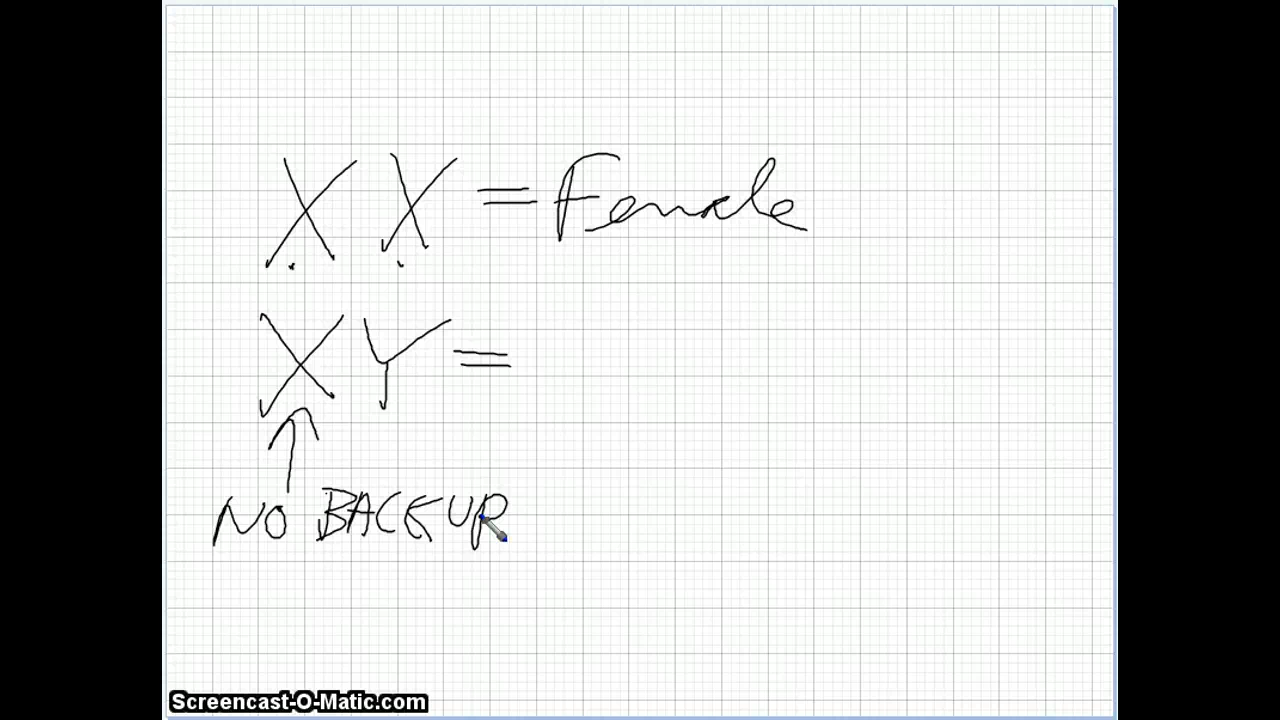 XX = Female
XY =
NO BACKUP
Screencast-O-Matic.com